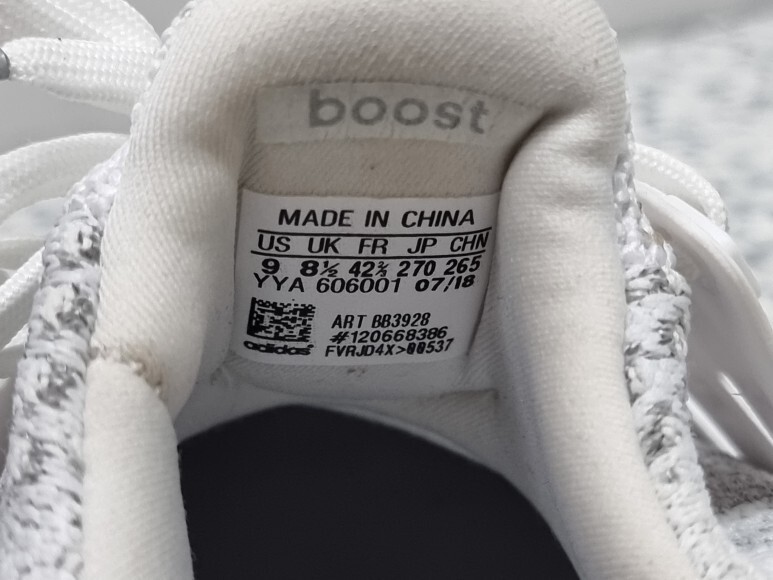 boost
MADE IN CHINA
US UK FR JP CHN
9 8½ 42⅔ 270 265
YYA 606001 07/18
ART BB3928
#120668386
adidas
FVRJD4X>00537